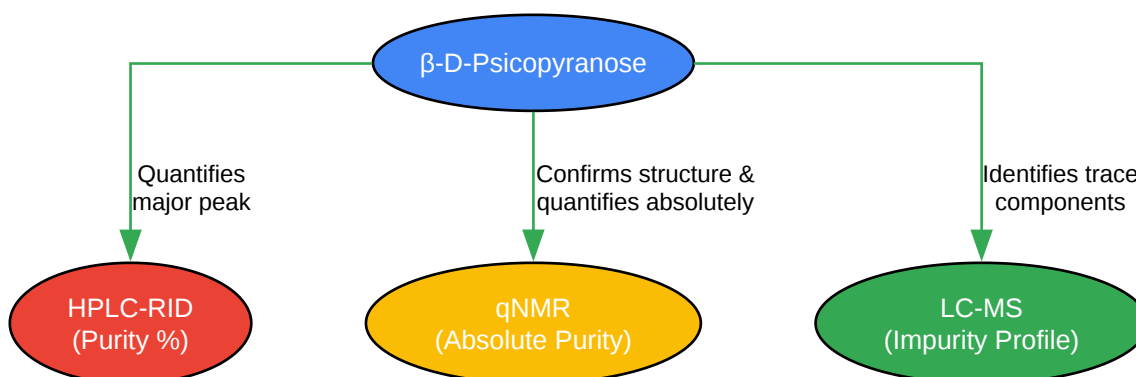 β-D-Psicopyranose
Quantifies
major peak
Confirms structure &
quantifies absolutely
Identifies trace
components
HPLC-RID
(Purity %)
qNMR
(Absolute Purity)
LC-MS
(Impurity Profile)